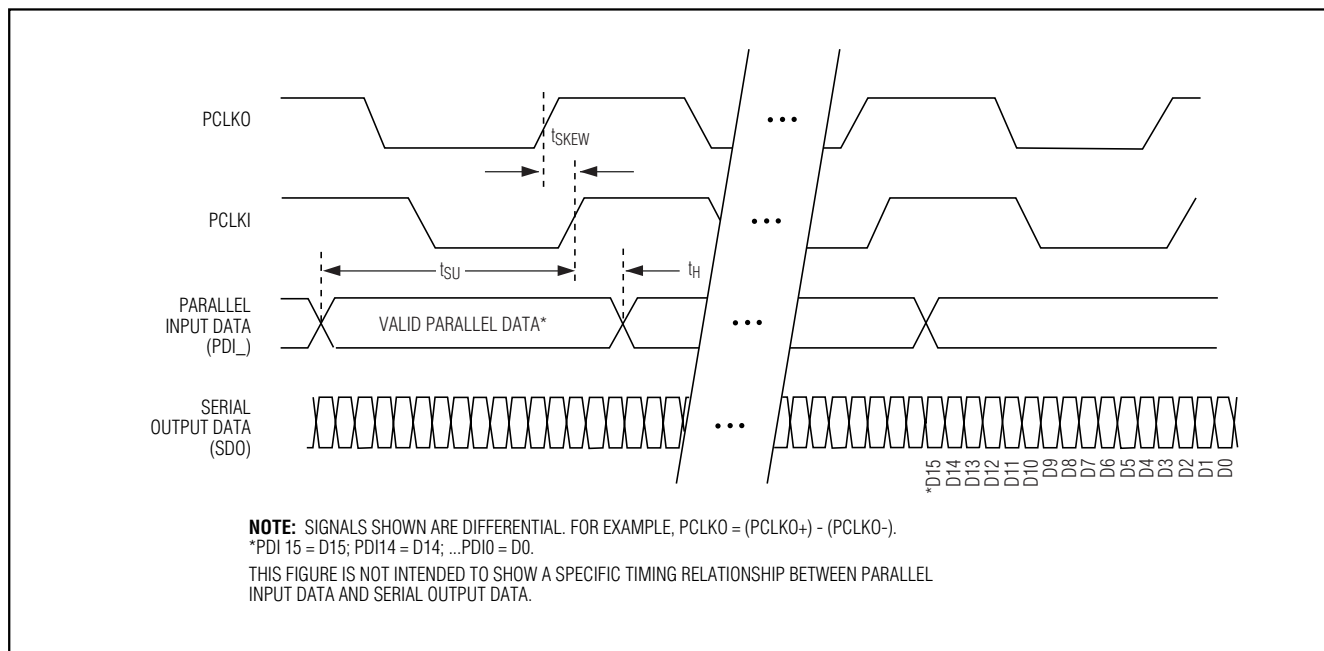 PCLKO
tSKEW
PCLKI
tSU
tH
PARALLEL
INPUT DATA
(PDI_)
VALID PARALLEL DATA*
SERIAL
OUTPUT DATA
(SDO)
*D15
D14
D13
D12
D11
D10
D9
D8
D7
D6
D5
D4
D3
D2
D1
D0
NOTE: SIGNALS SHOWN ARE DIFFERENTIAL. FOR EXAMPLE, PCLKO = (PCLKO+) - (PCLKO-).
*PDI 15 = D15; PDI14 = D14; ...PDI0 = D0.
THIS FIGURE IS NOT INTENDED TO SHOW A SPECIFIC TIMING RELATIONSHIP BETWEEN PARALLEL
INPUT DATA AND SERIAL OUTPUT DATA.